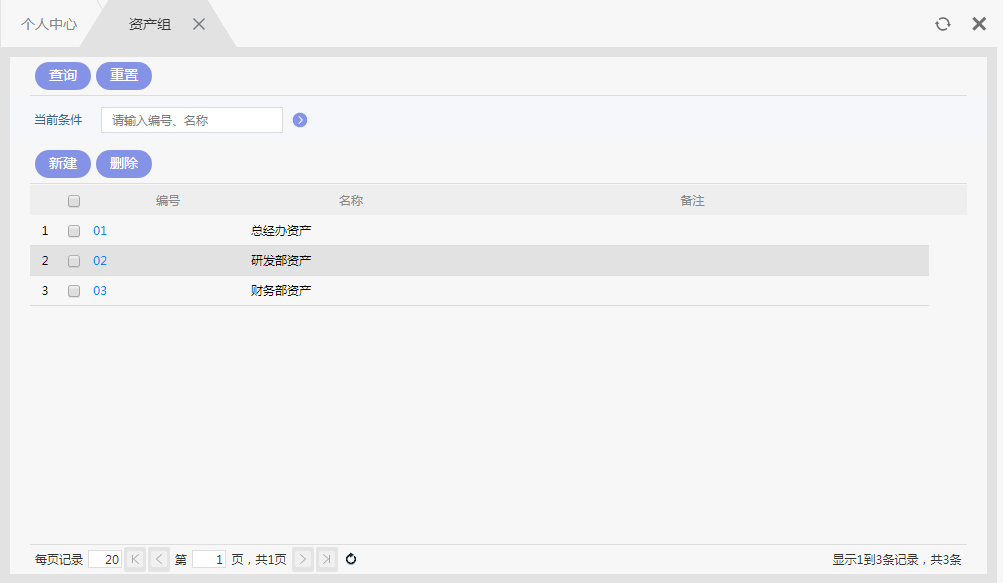 个人中心 资产组
查询 重置
当前条件 请输入编号、名称
新建 删除
编号 名称 备注
1 01 总经办资产
2 02 研发部资产
3 03 财务部资产
每页记录 20 第 1 页，共1页 显示1到3条记录，共3条